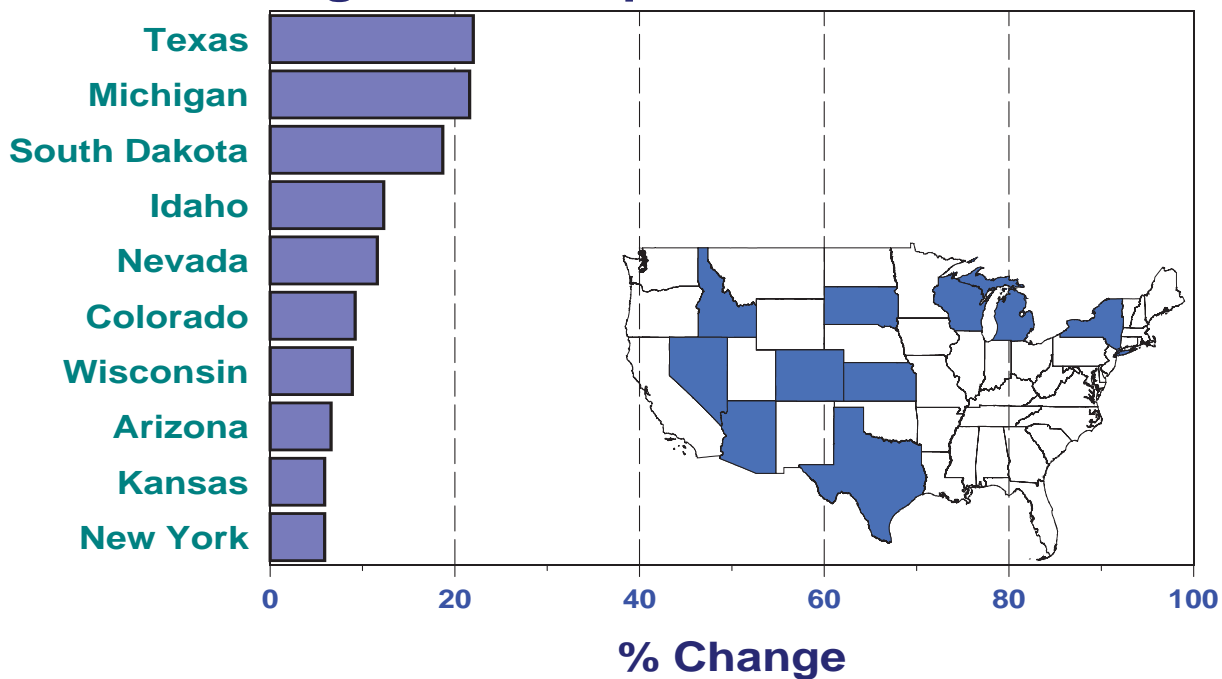 Texas
Michigan
South Dakota
Idaho
Nevada
Colorado
Wisconsin
Arizona
Kansas
New York
0 20 40 60 80 100
% Change